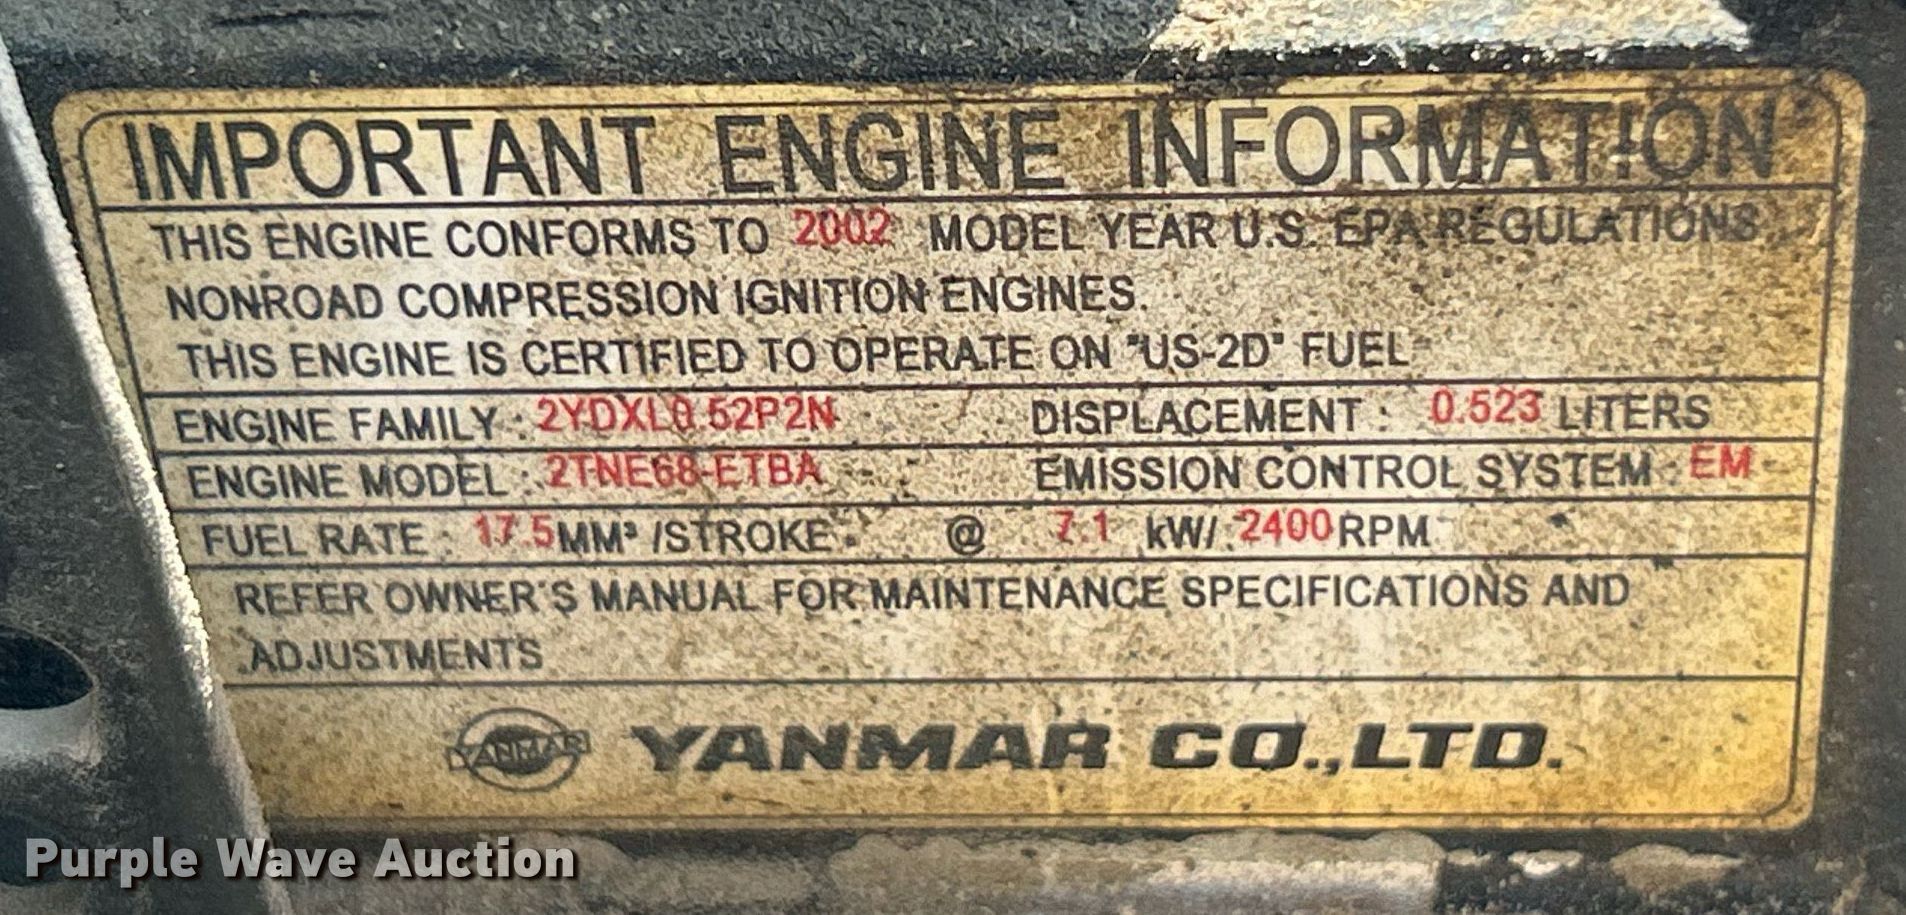 IMPORTANT ENGINE INFORMATION
THIS ENGINE CONFORMS TO 2002 MODEL YEAR U.S. EPA REGULATIONS
NONROAD COMPRESSION IGNITION ENGINES.
THIS ENGINE IS CERTIFIED TO OPERATE ON "US-2D" FUEL
ENGINE FAMILY : 2YDXL0.52P2N DISPLACEMENT : 0.523 LITERS
ENGINE MODEL : 2TNE68-ETBA EMISSION CONTROL SYSTEM : EM
FUEL RATE : 17.5 MM³ /STROKE @ 7.1 kW/ 2400 RPM
REFER OWNER'S MANUAL FOR MAINTENANCE SPECIFICATIONS AND
ADJUSTMENTS
YANMAR YANMAR CO.,LTD.
Purple Wave Auction